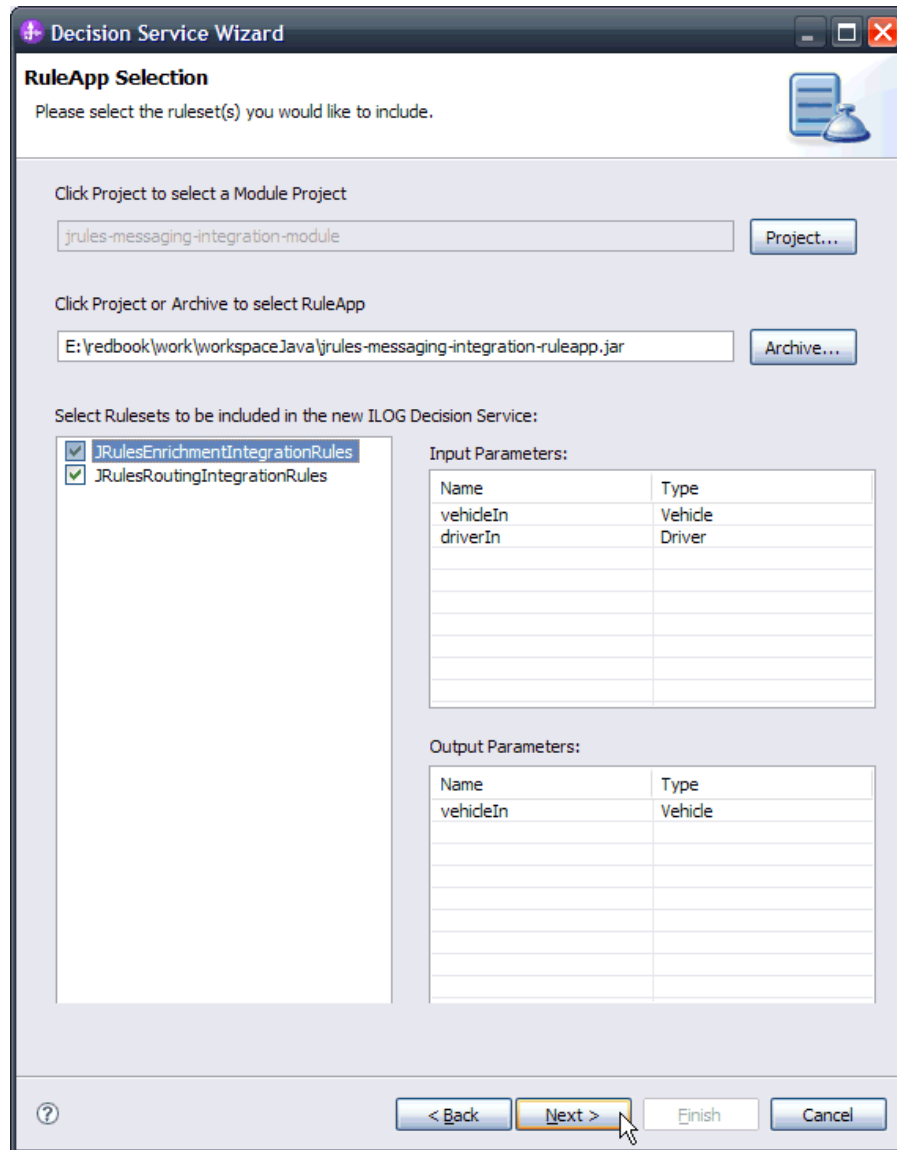 Decision Service Wizard
RuleApp Selection
Please select the ruleset(s) you would like to include.
Click Project to select a Module Project
jrules-messaging-integration-module
Project...
Click Project or Archive to select RuleApp
E:\redbook\work\workspaceJava\jrules-messaging-integration-ruleapp.jar
Archive...
Select Rulesets to be included in the new ILOG Decision Service:
JRulesEnrichmentIntegrationRules
JRulesRoutingIntegrationRules
Input Parameters:
Name Type
vehicleIn Vehicle
driverIn Driver
Output Parameters:
Name Type
vehicleIn Vehicle
? < Back Next > Finish Cancel